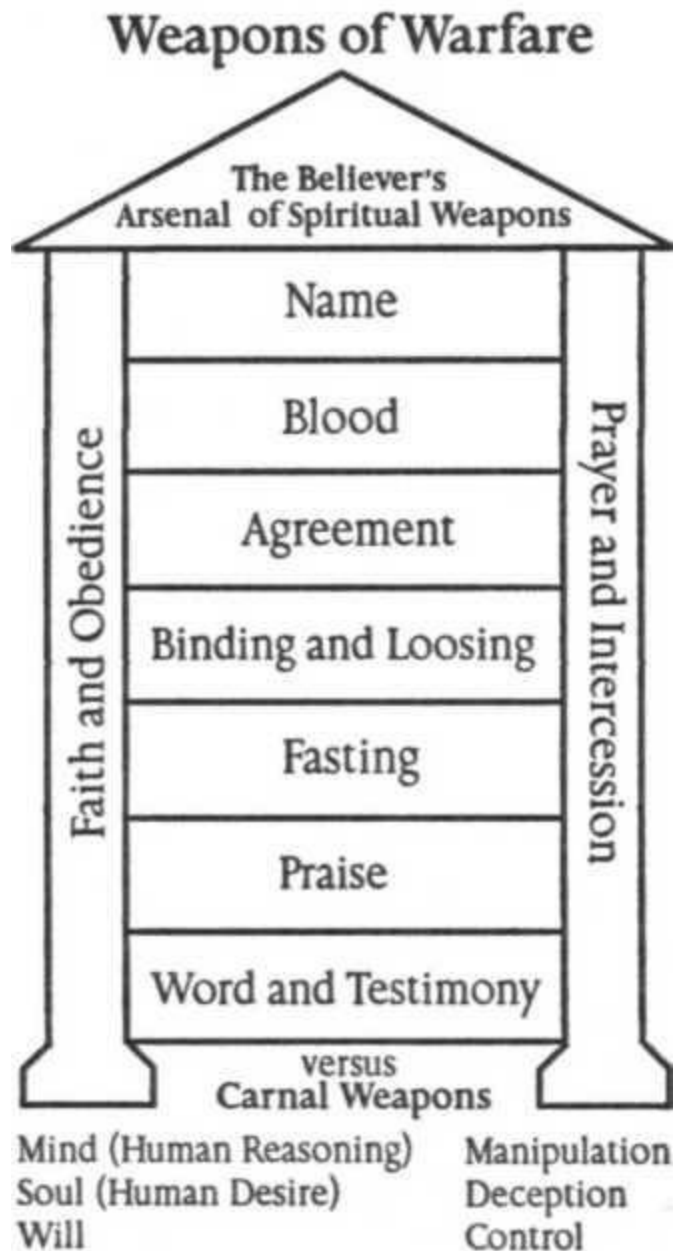 Weapons of Warfare
The Believer's
Arsenal of Spiritual Weapons
Faith and Obedience
Name
Blood
Agreement
Binding and Loosing
Fasting
Praise
Word and Testimony
Prayer and Intercession
versus
Carnal Weapons
Mind (Human Reasoning)
Soul (Human Desire)
Will
Manipulation
Deception
Control